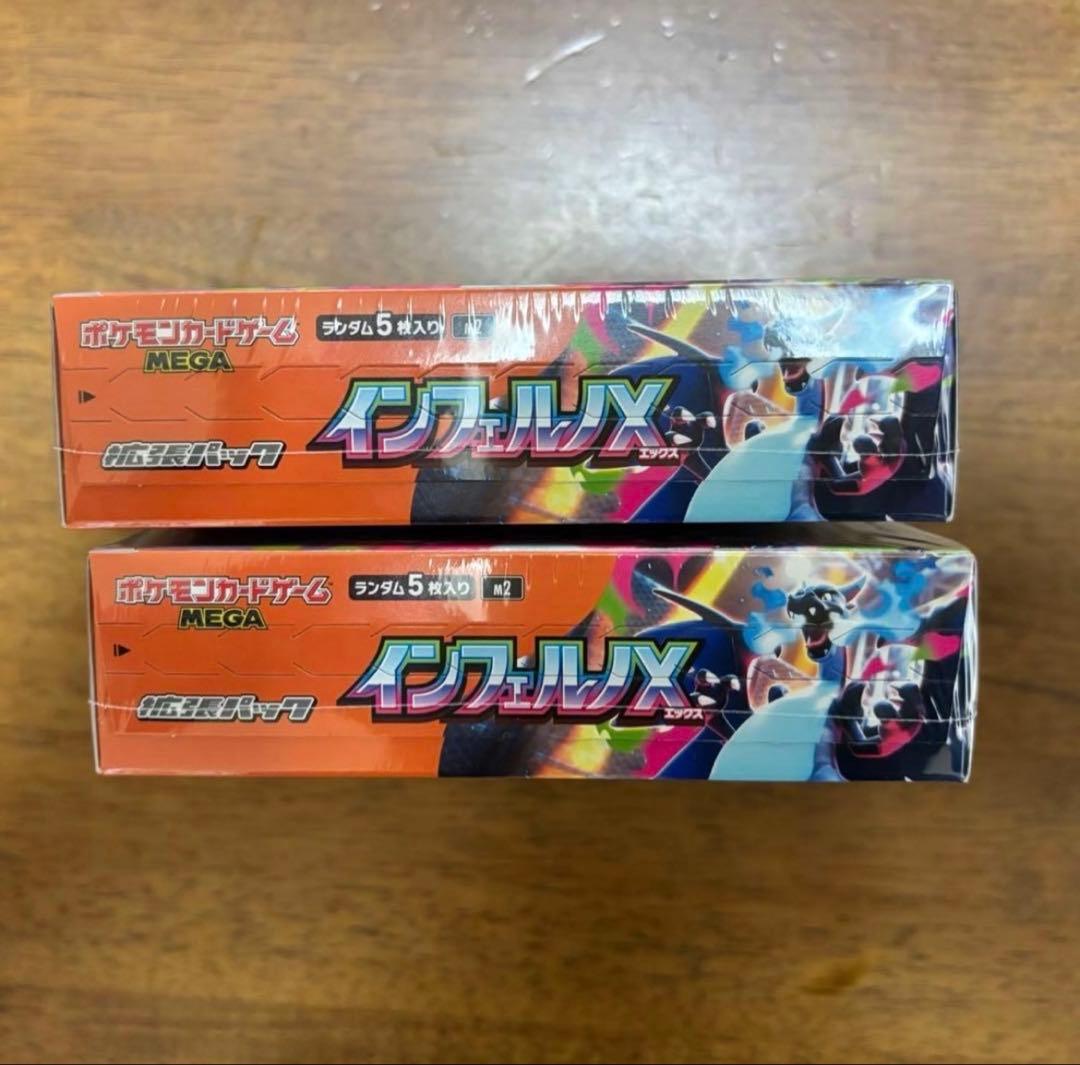 ポケモンカードゲーム
MEGA
ランダム5枚入り M2
インフェルノX
エックス
拡張パック
ポケモンカードゲーム
MEGA
ランダム5枚入り M2
インフェルノX
エックス
拡張パック